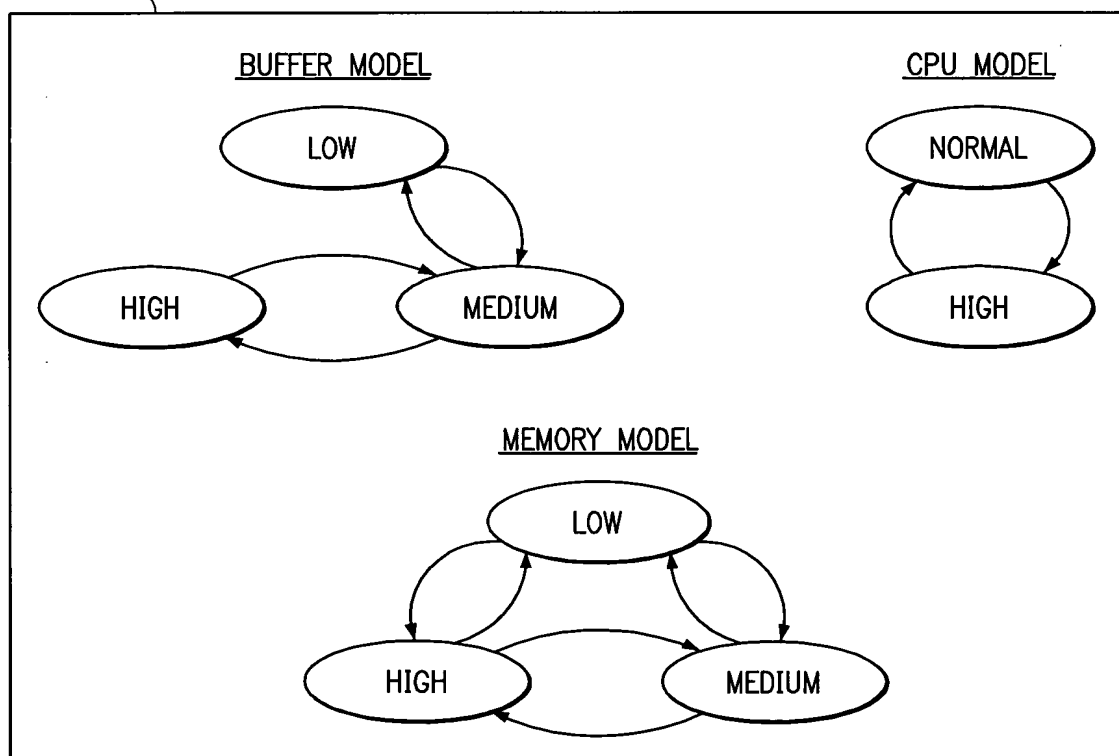 BUFFER MODEL
LOW
HIGH
MEDIUM
CPU MODEL
NORMAL
HIGH
MEMORY MODEL
LOW
HIGH
MEDIUM